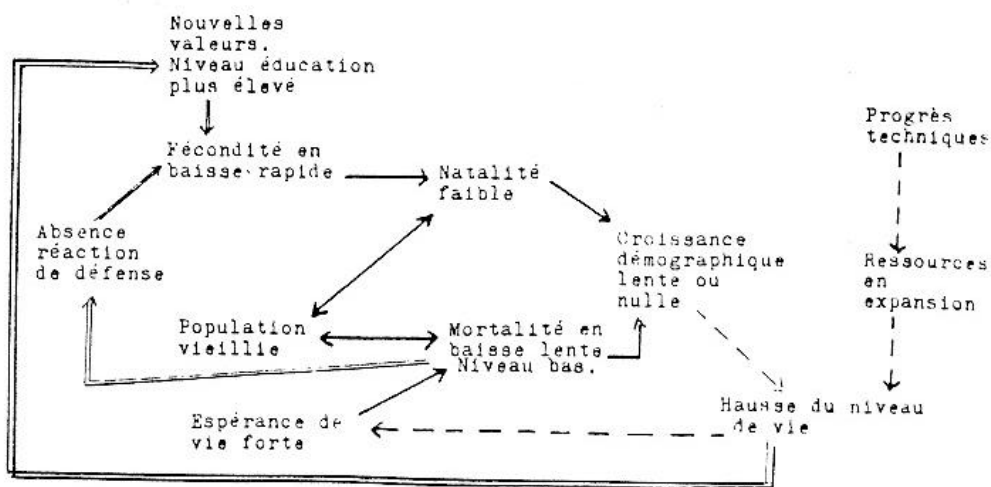 Nouvelles
valeurs.
Niveau éducation
plus élevé
Fécondité en
baisse rapide
Natalité
faible
Progrès
techniques
Absence
réaction
de défense
Croissance
démographique
lente ou
nulle
Ressources
en
expansion
Population
vieillie
Mortalité en
baisse lente
Niveau bas.
Espérance de
vie forte
Hausse du niveau
de vie